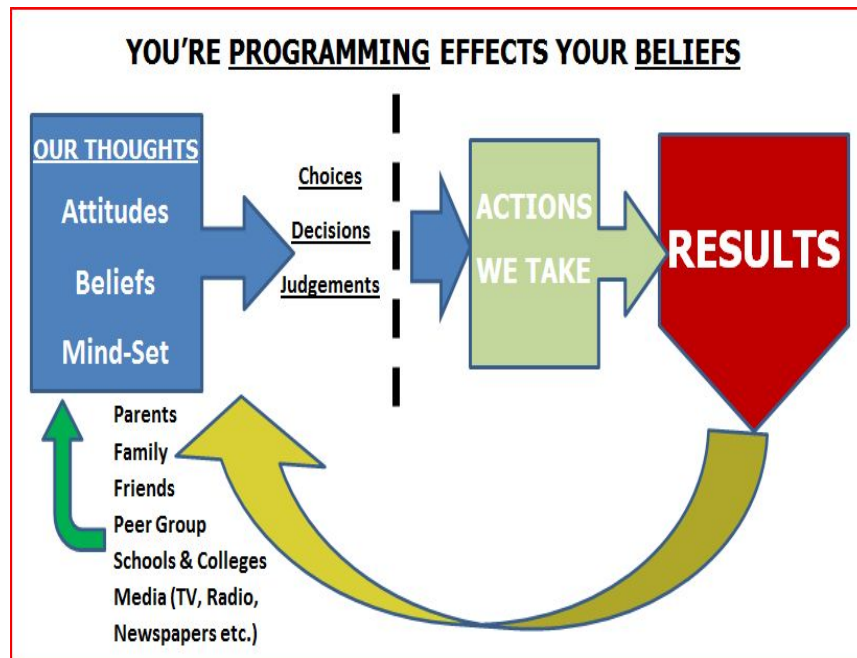 YOU'RE PROGRAMMING EFFECTS YOUR BELIEFS
OUR THOUGHTS
Attitudes
Beliefs
Mind-Set
Choices
Decisions
Judgements
ACTIONS
WE TAKE
RESULTS
Parents
Family
Friends
Peer Group
Schools & Colleges
Media (TV, Radio,
Newspapers etc.)